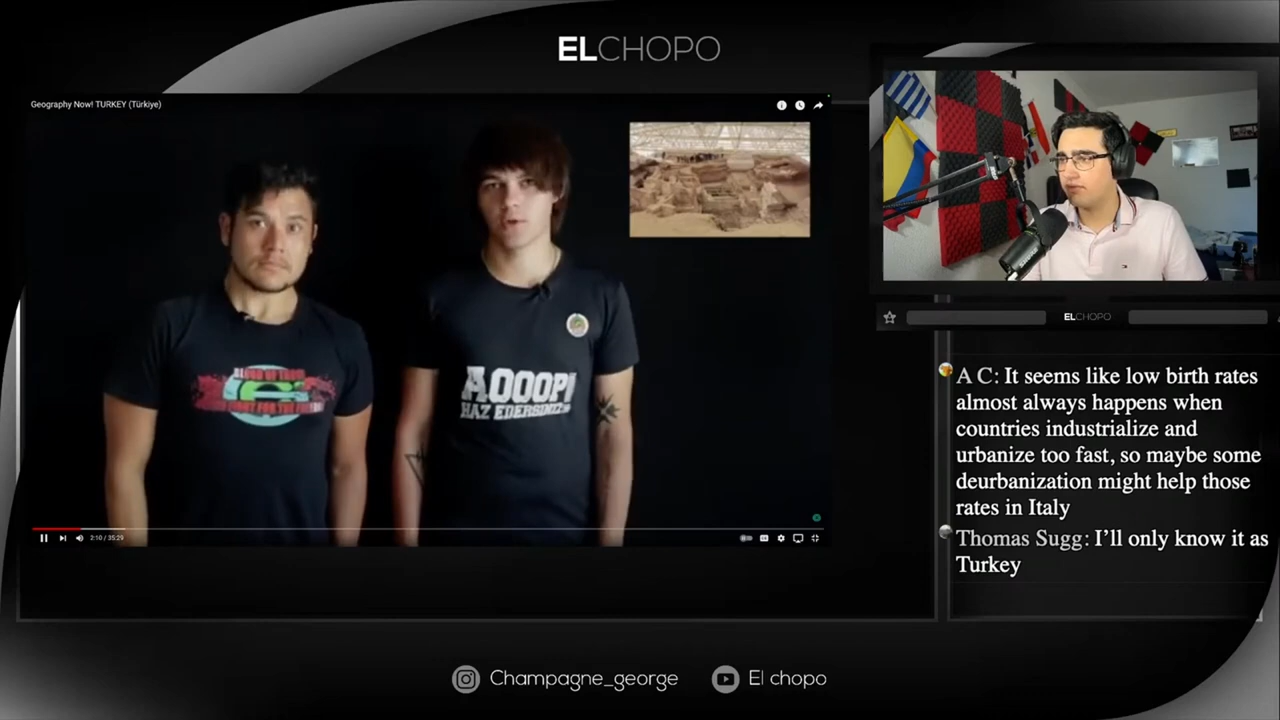 ELCHOPO
Geography Now! TURKEY (Türkiye)
AOOOP!
HAZ EDERSINIZ
2:10 / 35:29
ELCHOPO
A C: It seems like low birth rates
almost always happens when
countries industrialize and
urbanize too fast, so maybe some
deurbanization might help those
rates in Italy
Thomas Sugg: I'll only know it as
Turkey
Champagne_george
El chopo